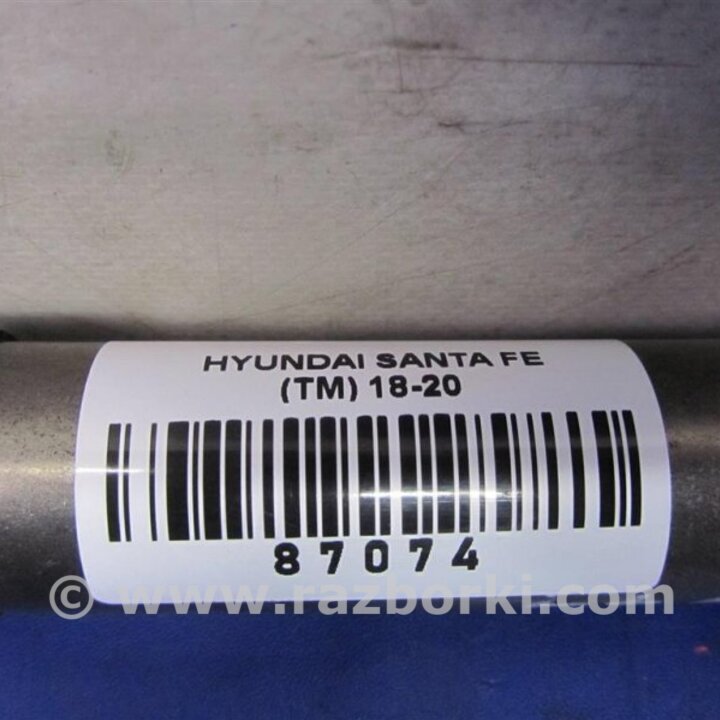 HYUNDAI SANTA FE
(TM) 18-20
87074
© www.razborki.com